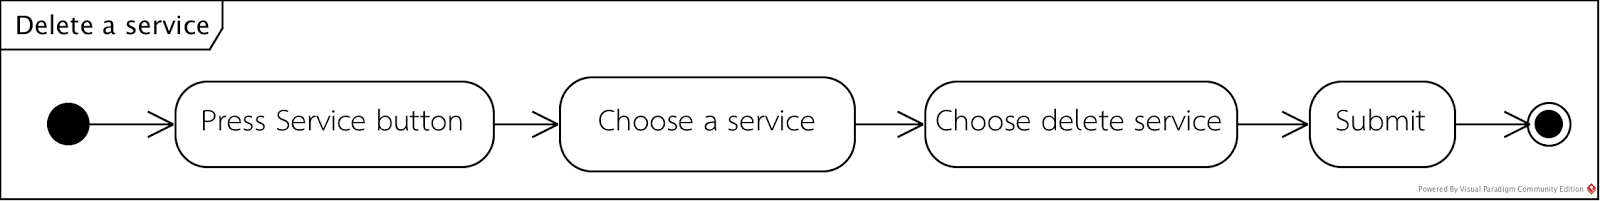 Delete a service
Press Service button
Choose a service
Choose delete service
Submit
Powered By Visual Paradigm Community Edition